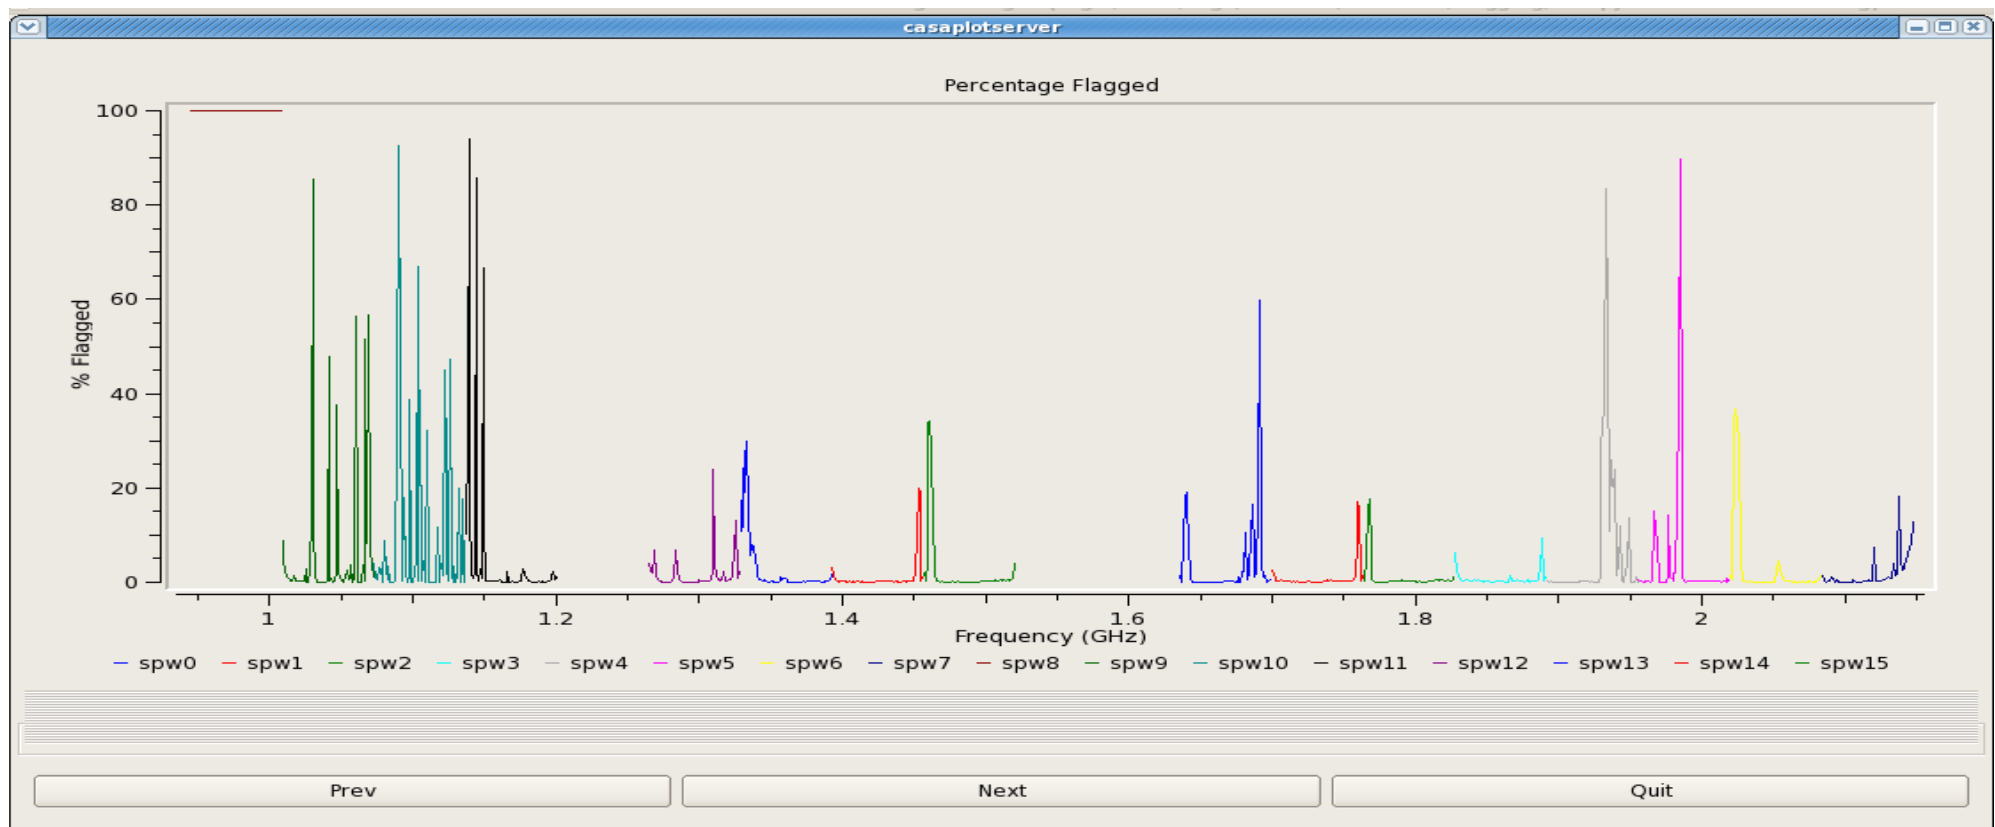 casaplotserver
Percentage Flagged
100
80
60
40
20
0
% Flagged
1 1.2 1.4 1.6 1.8 2
Frequency (GHz)
spw0 spw1 spw2 spw3 spw4 spw5 spw6 spw7 spw8 spw9 spw10 spw11 spw12 spw13 spw14 spw15
Prev Next Quit